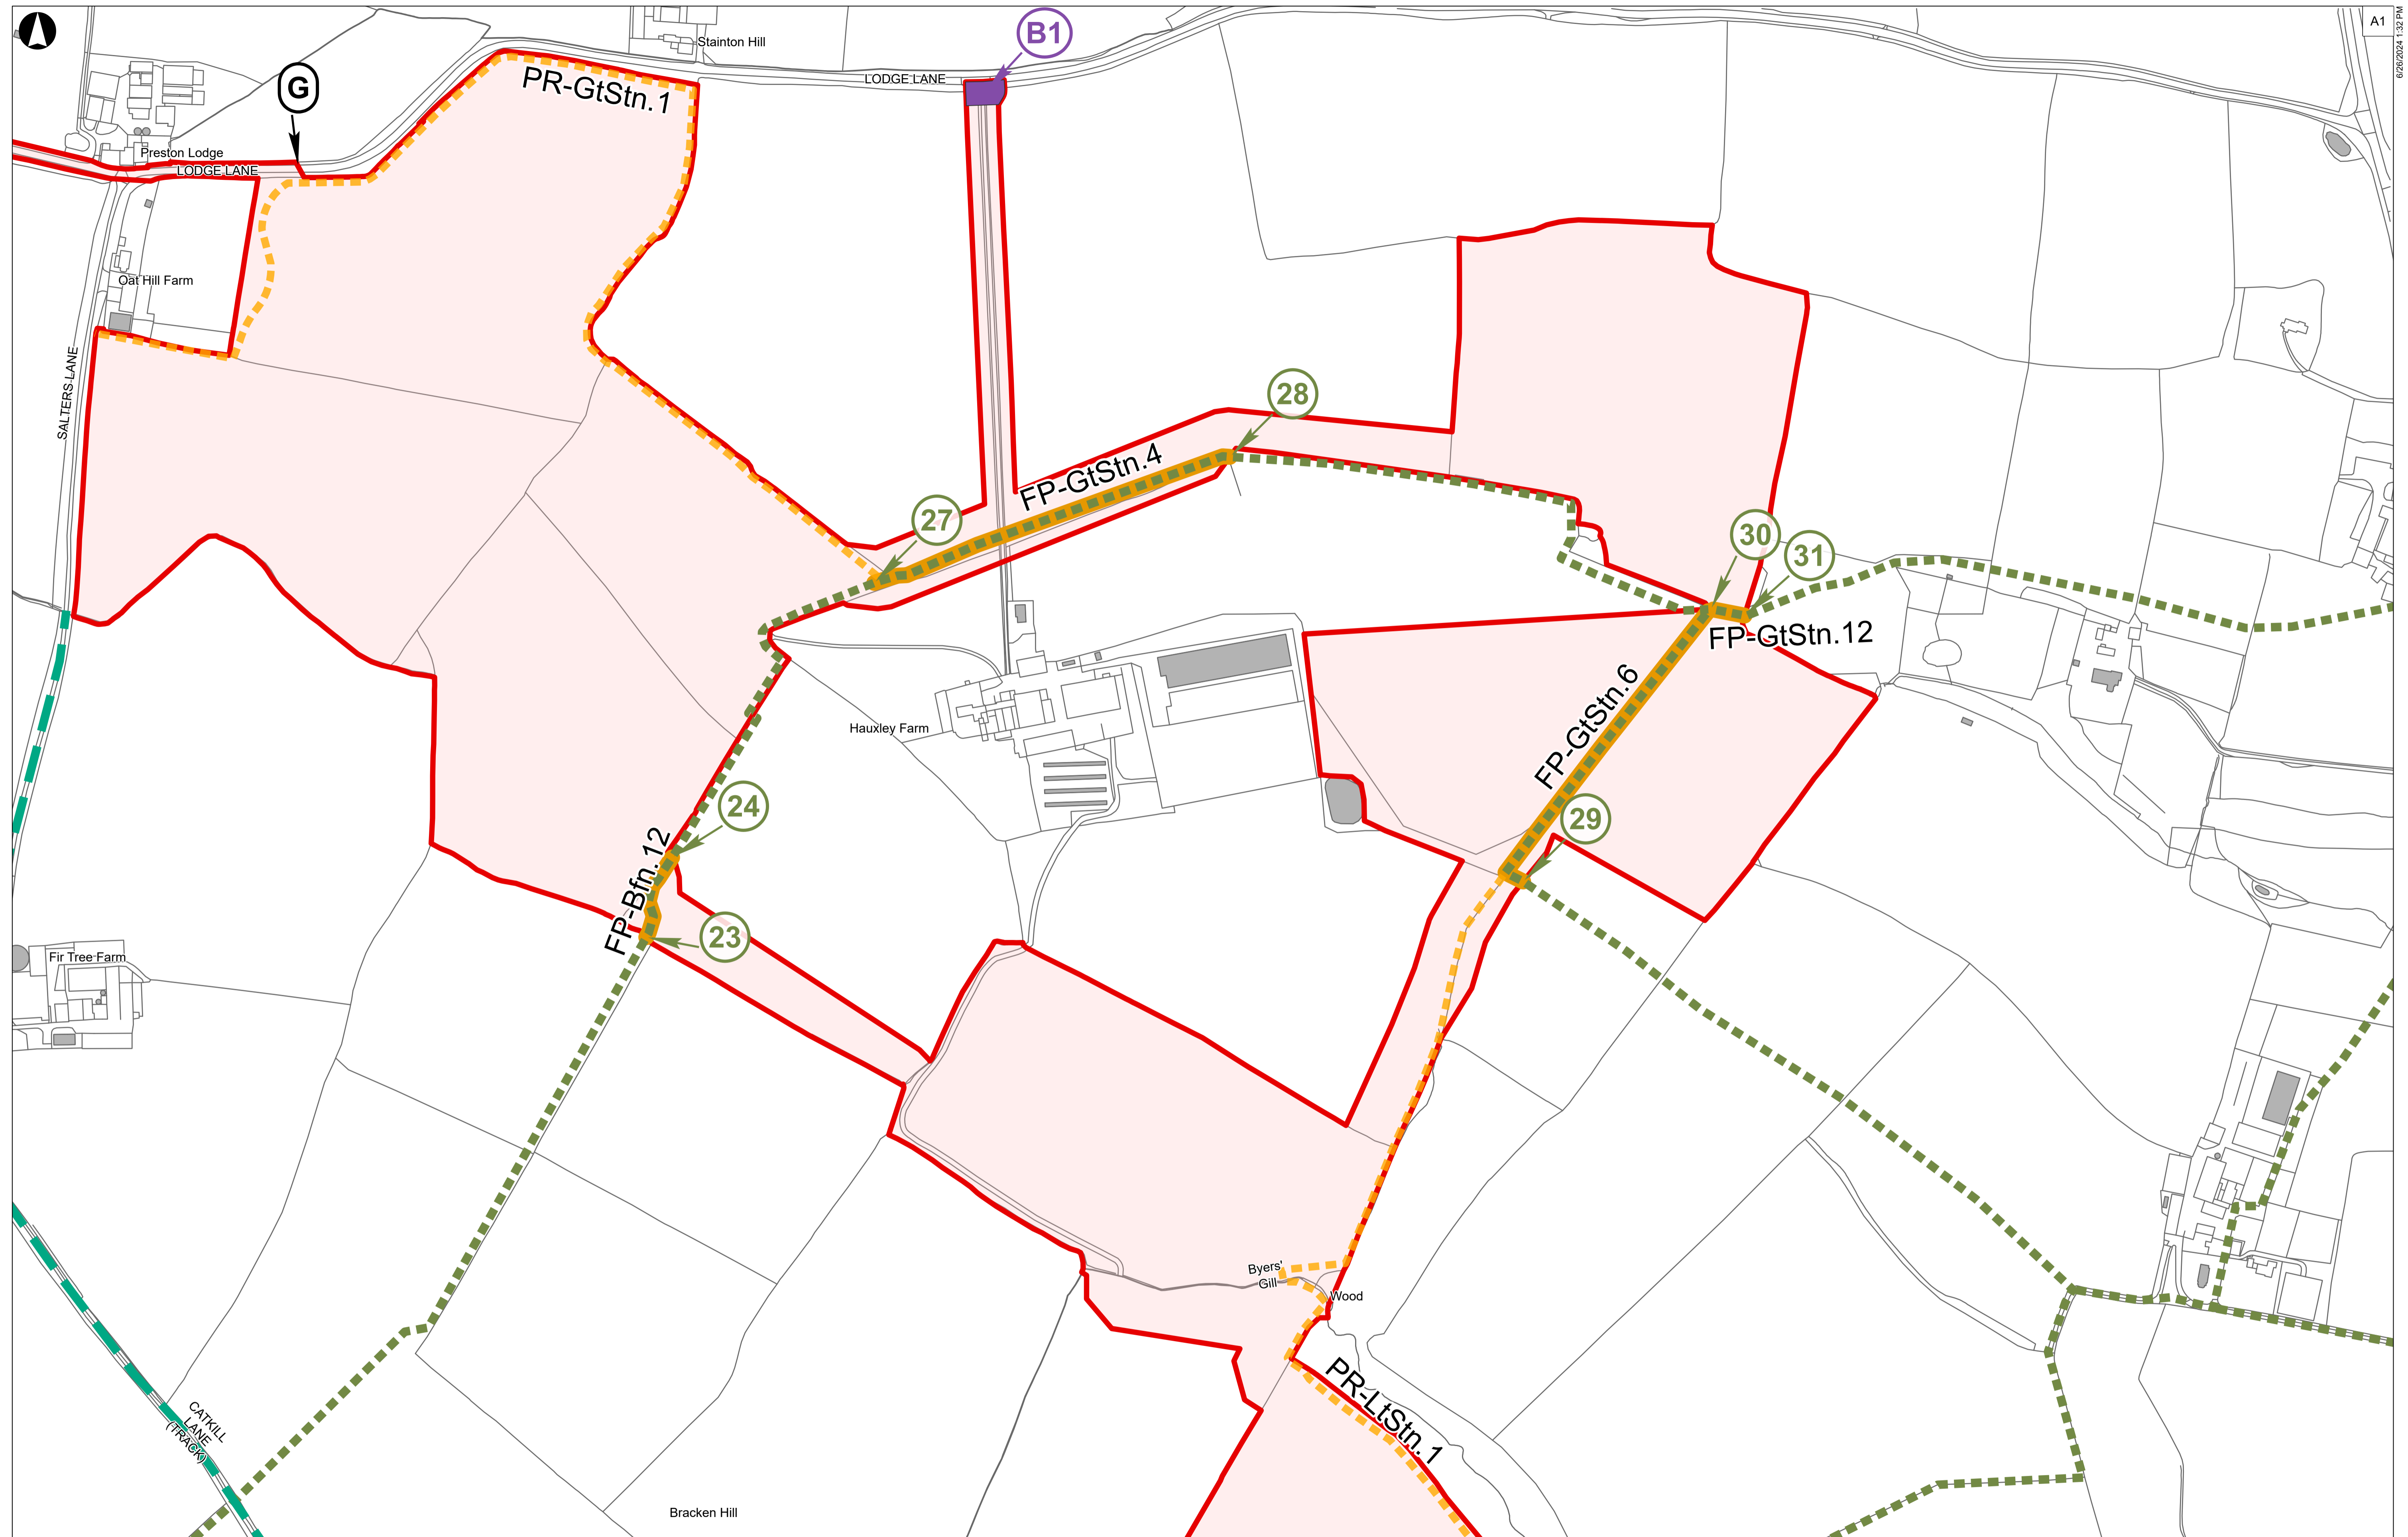 A1
6/26/2024 1:32 PM
B1
Stainton Hill
LODGE LANE
PR-GtStn.1
G
Preston Lodge
LODGE LANE
Oat Hill Farm
SALTERS LANE
28
FP-GtStn.4
27
30
31
FP-GtStn.12
FP-GtStn.6
Hauxley Farm
24
29
FP-Bfn.12
23
Fir Tree Farm
Byers'
Gill
Wood
PR-LtStn.1
CATKILL
LANE
(TRACK)
Bracken Hill